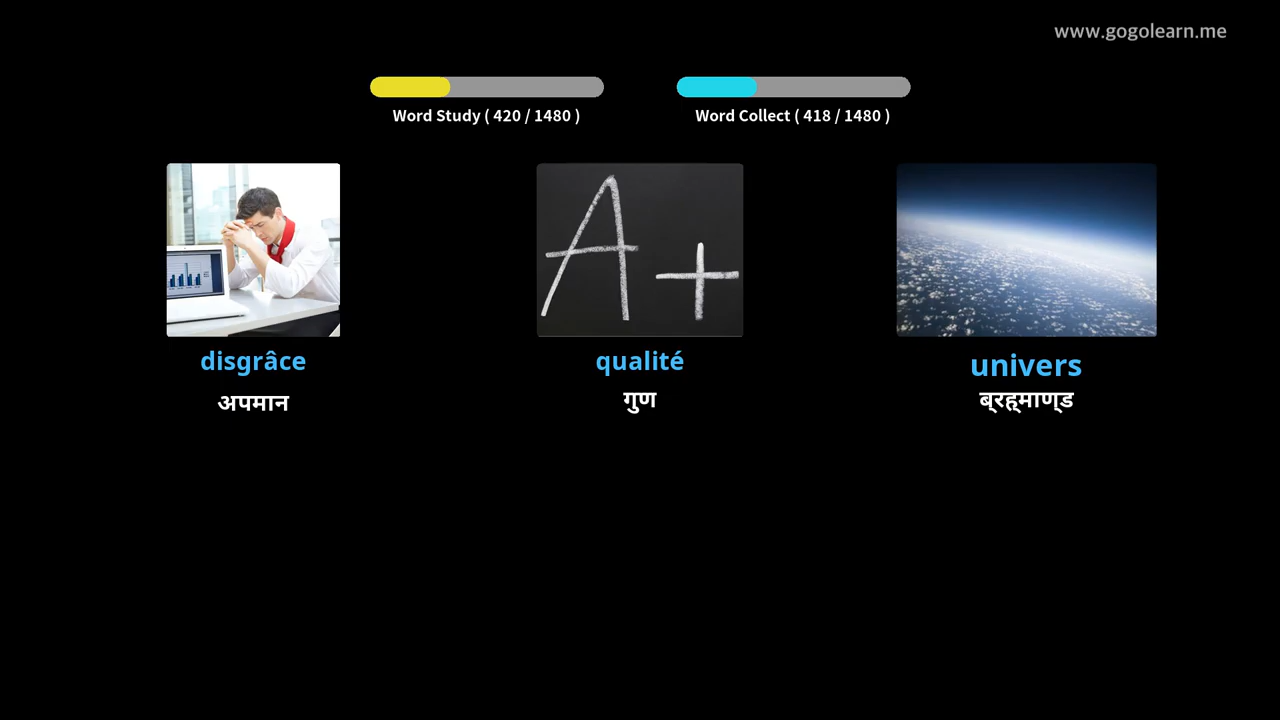 www.gogolearn.me
Word Study ( 420 / 1480 )
Word Collect ( 418 / 1480 )
A+
disgrâce
qualité
univers
अपमान
गुण
ब्रह्माण्ड